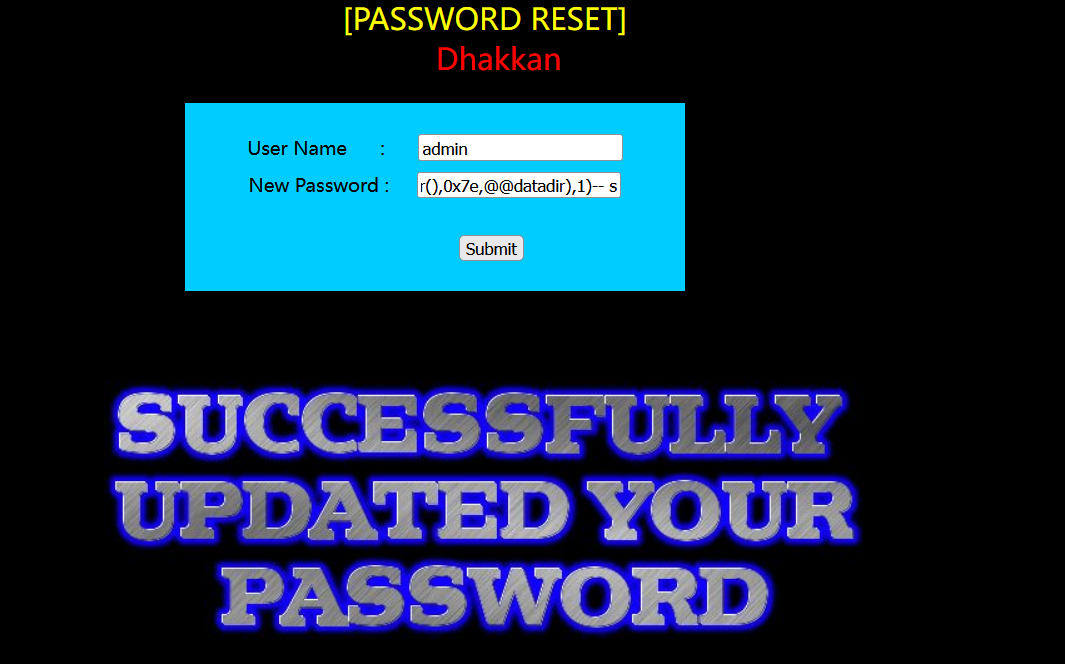 [PASSWORD RESET]
Dhakkan
User Name : admin
New Password : r(),0x7e,@@datadir),1)-- s
Submit
SUCCESSFULLY
UPDATED YOUR
PASSWORD